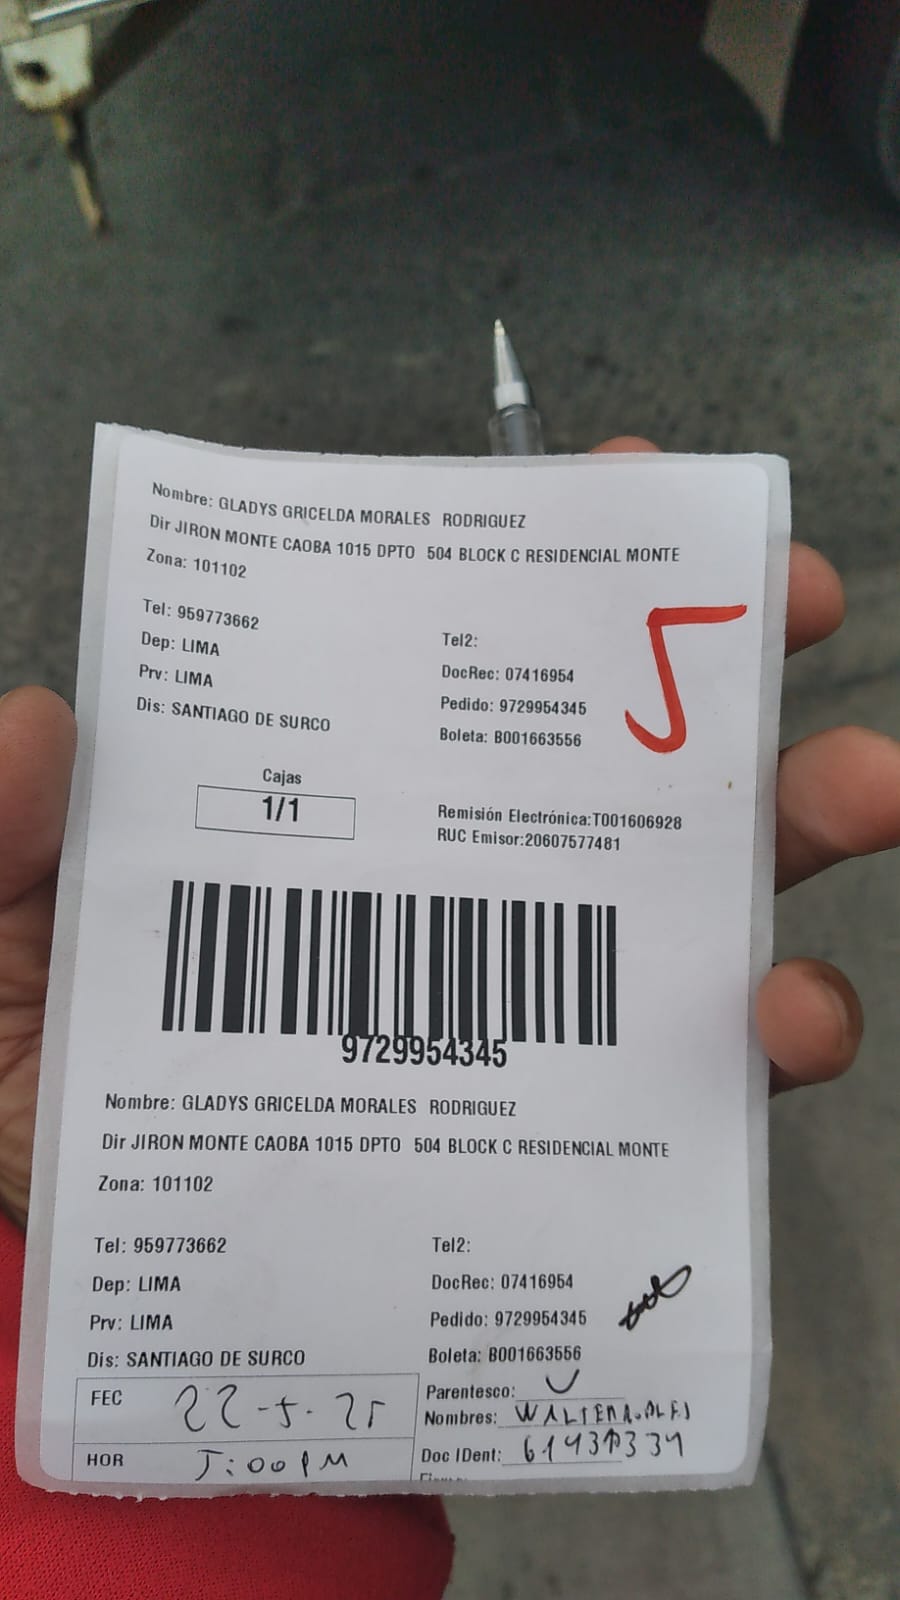 Nombre: GLADYS GRICELDA MORALES RODRIGUEZ
Dir JIRON MONTE CAOBA 1015 DPTO 504 BLOCK C RESIDENCIAL MONTE
Zona: 101102
Tel: 959773662
Tel2:
Dep: LIMA
DocRec: 07416954
Prv: LIMA
Pedido: 9729954345
Dis: SANTIAGO DE SURCO
Boleta: B001663556
5
Cajas
1/1
Remisión Electrónica:T001606928
RUC Emisor:20607577481
9729954345
Nombre: GLADYS GRICELDA MORALES RODRIGUEZ
Dir JIRON MONTE CAOBA 1015 DPTO 504 BLOCK C RESIDENCIAL MONTE
Zona: 101102
Tel: 959773662
Tel2:
Dep: LIMA
DocRec: 07416954
Prv: LIMA
Pedido: 9729954345
Dis: SANTIAGO DE SURCO
Boleta: B001663556
FEC 22-5-25
Parentesco:
Nombres:
HOR 5:00 PM
Doc IDent: